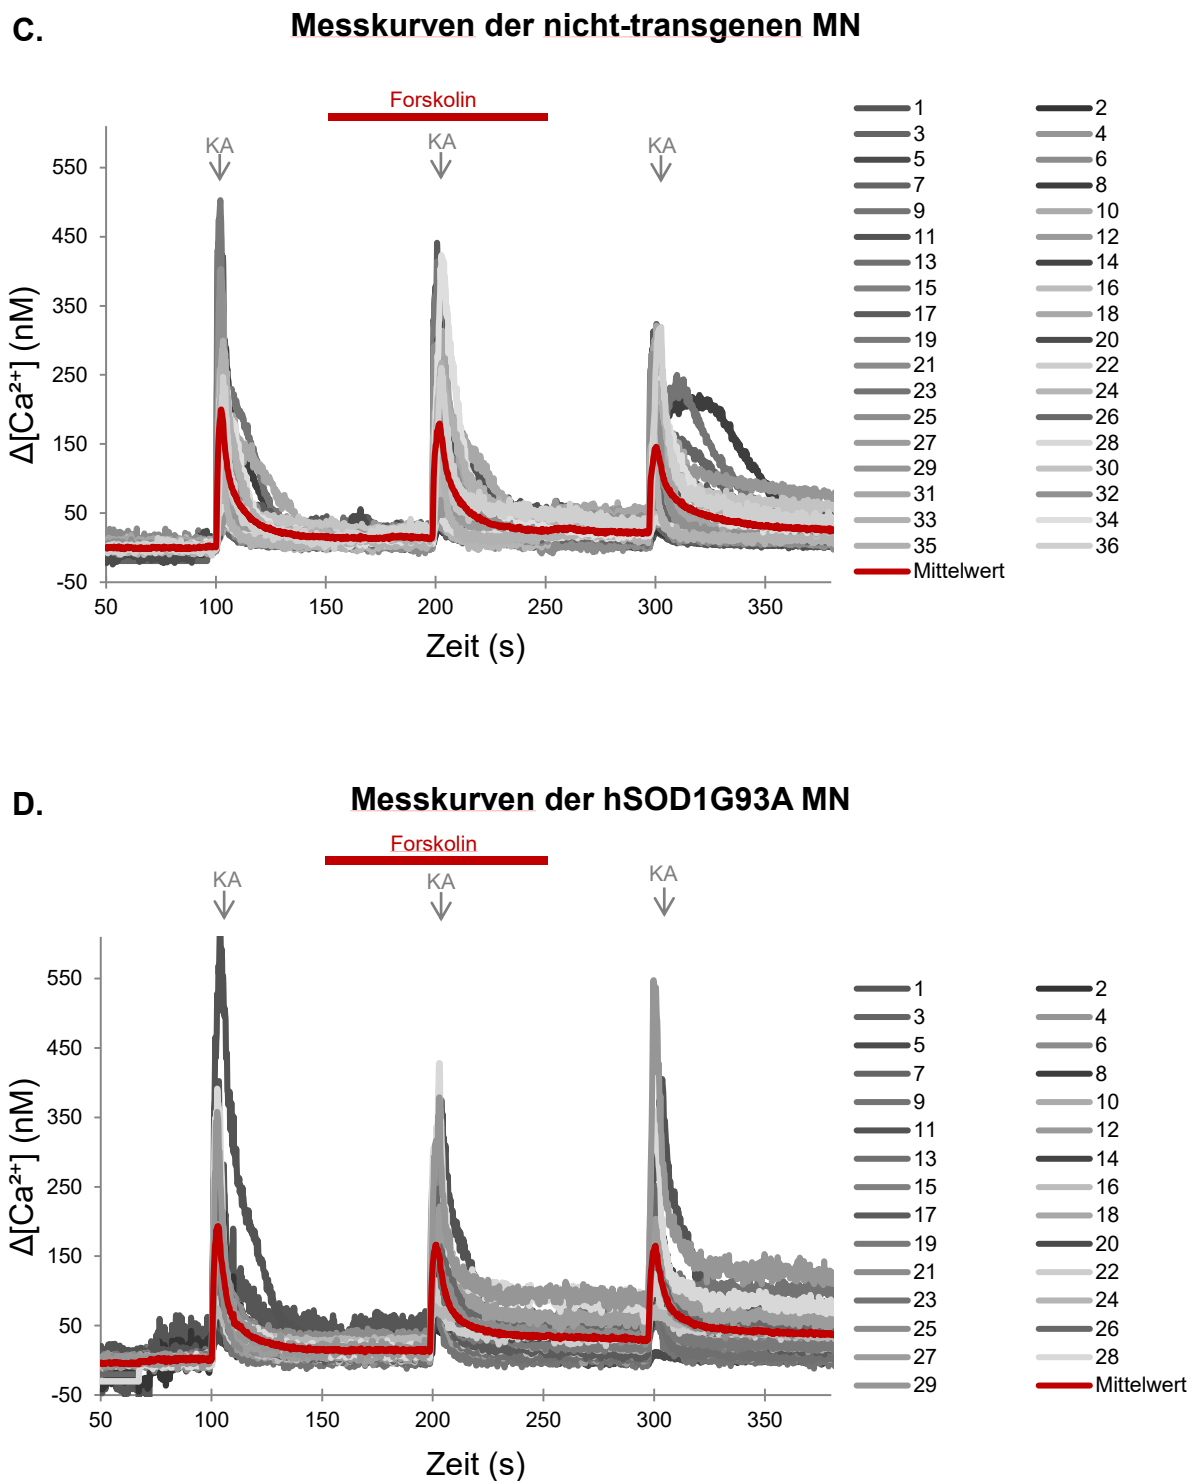 C.
Messkurven der nicht-transgenen MN
Forskolin
KA
KA
KA
550
450
350
250
150
50
-50
Δ[Ca²⁺] (nM)
50 100 150 200 250 300 350
Zeit (s)
1 2
3 4
5 6
7 8
9 10
11 12
13 14
15 16
17 18
19 20
21 22
23 24
25 26
27 28
29 30
31 32
33 34
35 36
Mittelwert
D.
Messkurven der hSOD1G93A MN
Forskolin
KA
KA
KA
550
450
350
250
150
50
-50
Δ[Ca²⁺] (nM)
50 100 150 200 250 300 350
Zeit (s)
1 2
3 4
5 6
7 8
9 10
11 12
13 14
15 16
17 18
19 20
21 22
23 24
25 26
27 28
29 Mittelwert